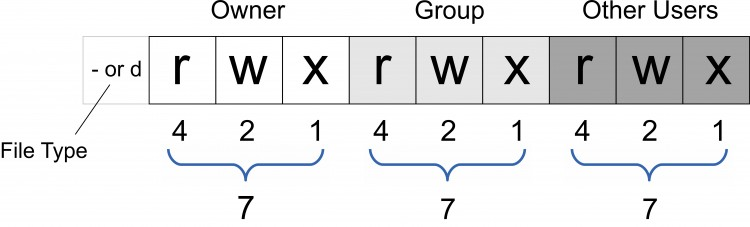 Owner Group Other Users
- or d r w x r w x r w x
4 2 1 4 2 1 4 2 1
File Type
7 7 7